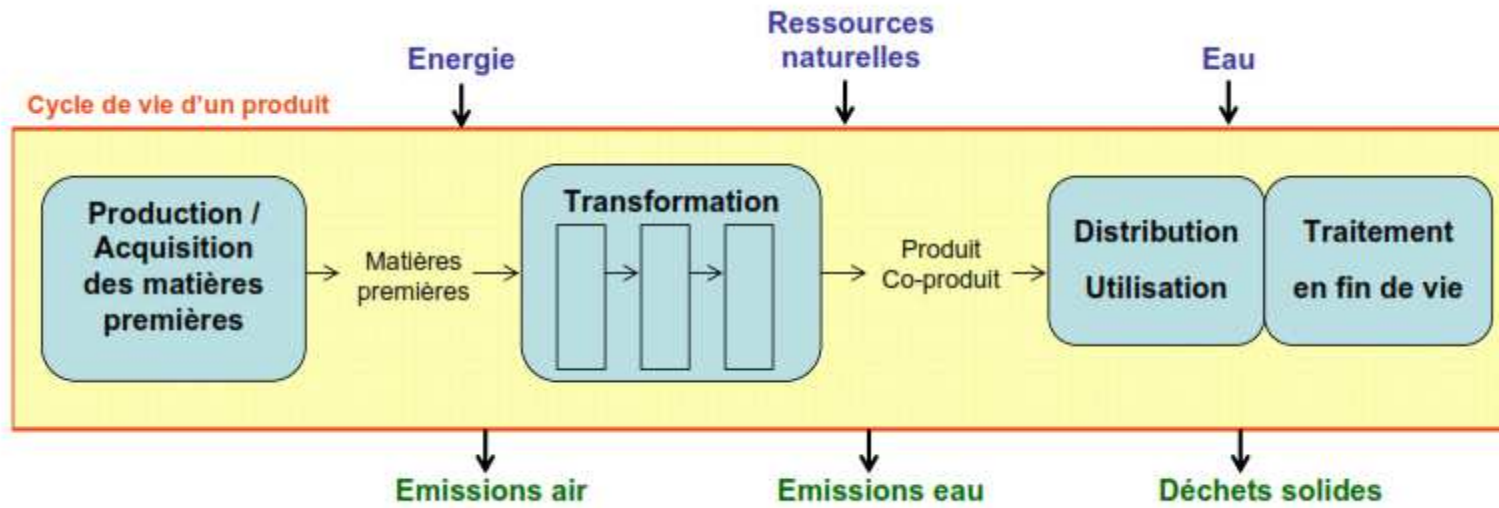 Energie
Ressources
naturelles
Eau
Cycle de vie d'un produit
Production /
Acquisition
des matières
premières
Matières
premières
Transformation
Produit
Co-produit
Distribution
Utilisation
Traitement
en fin de vie
Emissions air
Emissions eau
Déchets solides